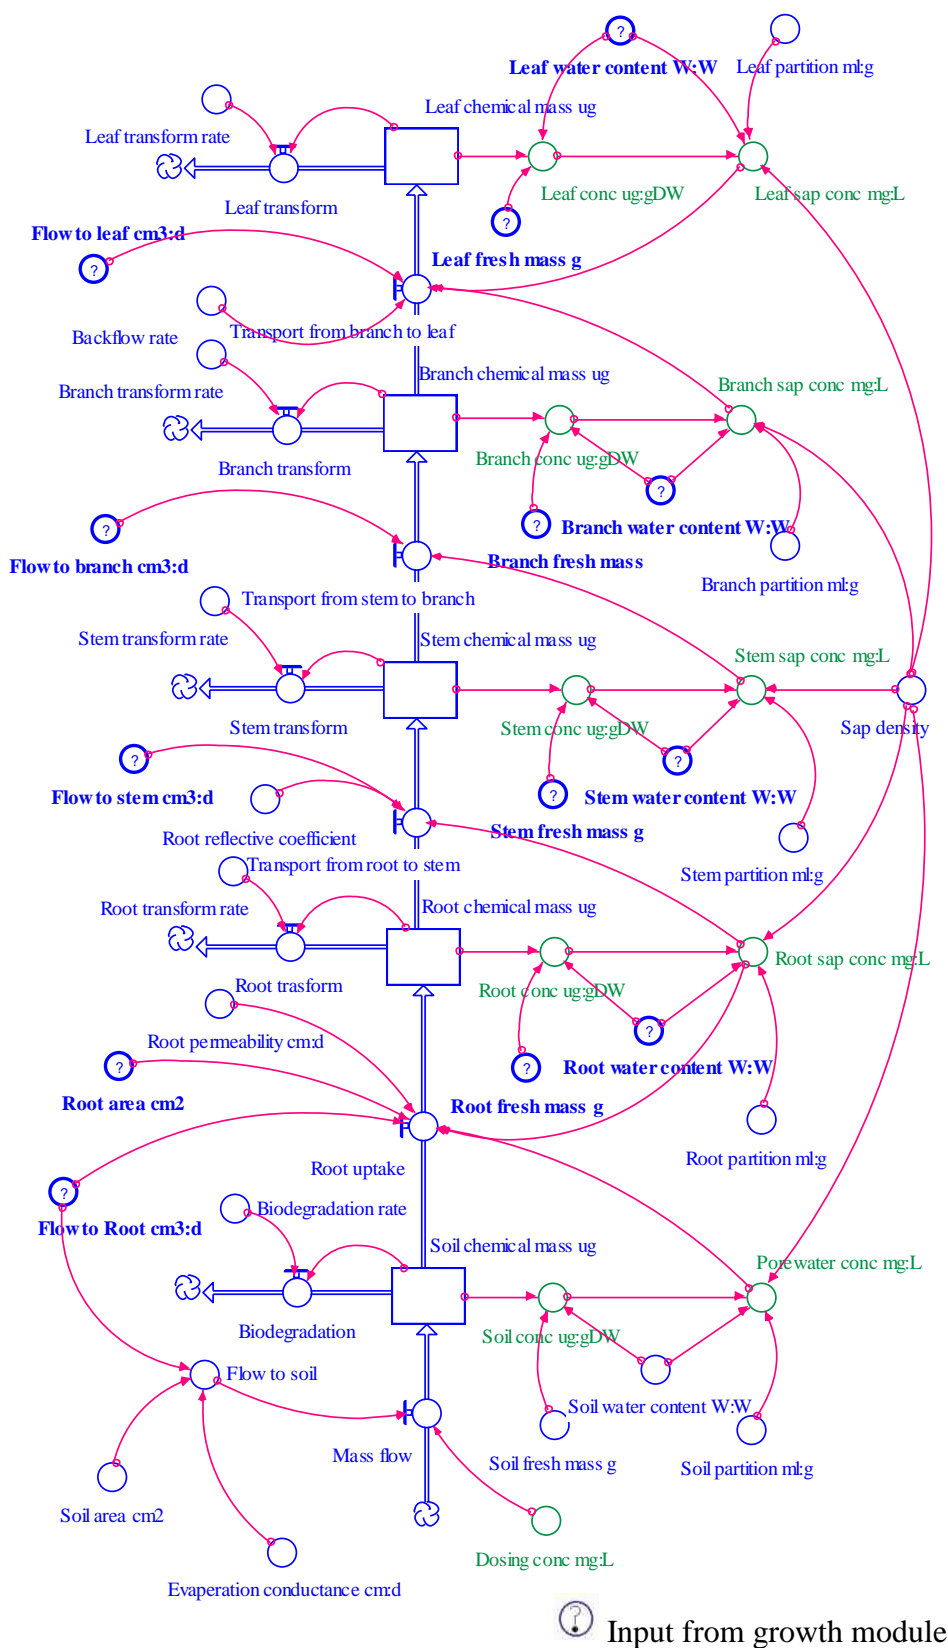 ?
Leaf water content W:W
Leaf partition ml:g
Leaf chemical mass ug
Leaf transform rate
Leaf transform
Leaf conc ug:gDW
Leaf sap conc mg:L
Flow to leaf cm3:d
?
?
Leaf fresh mass g
Backflow rate
Transport from branch to leaf
Branch transform rate
Branch chemical mass ug
Branch sap conc mg:L
Branch transform
Branch conc ug:gDW
?
?
?
Branch water content W:W
Flow to branch cm3:d
Branch fresh mass
Branch partition ml:g
Transport from stem to branch
Stem transform rate
Stem chemical mass ug
Stem sap conc mg:L
Stem transform
Stem conc ug:gDW
Sap density
?
?
?
Flow to stem cm3:d
Stem water content W:W
Root reflective coefficient
Stem fresh mass g
Stem partition ml:g
Transport from root to stem
Root transform rate
Root chemical mass ug
Root sap conc mg:L
Root trasform
Root conc ug:gDW
Root permeability cm:d
?
?
?
Root water content W:W
Root area cm2
Root fresh mass g
Root partition ml:g
Root uptake
?
Biodegradation rate
Flow to Root cm3:d
Soil chemical mass ug
Porewater conc mg:L
Biodegradation
Soil conc ug:gDW
Flow to soil
Soil water content W:W
Mass flow
Soil fresh mass g
Soil partition ml:g
Soil area cm2
Dosing conc mg:L
Evaperation conductance cm:d
? Input from growth module